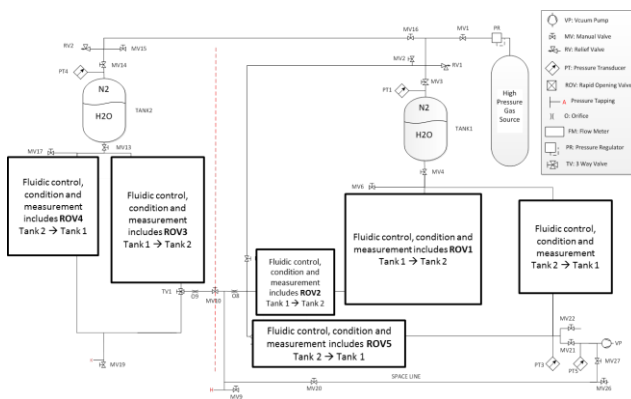 MV16
MV1
PR
RV2
MV15
MV2
RV1
MV14
PT4
MV3
PT1
N2
H2O
TANK2
N2
H2O
TANK1
High
Pressure
Gas
Source
MV17
MV13
MV4
MV6
Fluidic control,
condition and
measurement
includes ROV4
Tank 2 → Tank 1
Fluidic control,
condition and
measurement
includes ROV3
Tank 1 → Tank 2
Fluidic control,
condition and
measurement
includes ROV2
Tank 1 → Tank 2
Fluidic control, condition and
measurement includes ROV1
Tank 1 → Tank 2
Fluidic control,
condition and
measurement
Tank 2 → Tank 1
Fluidic control, condition and
measurement includes ROV5
Tank 2 → Tank 1
TV1
O9
MV10
O8
MV22
MV21
VP
PT3
PT5
MV27
MV19
SPACE LINE
MV9
MV20
MV26
VP: Vcuum Pump
MV: Manual Valve
RV: Relief Valve
PT: Pressure Transducer
ROV: Rapid Opening Valve
A Pressure Tapping
O: Orifice
FM: Flow Meter
PR: Pressure Regulator
TV: 3 Way Valve